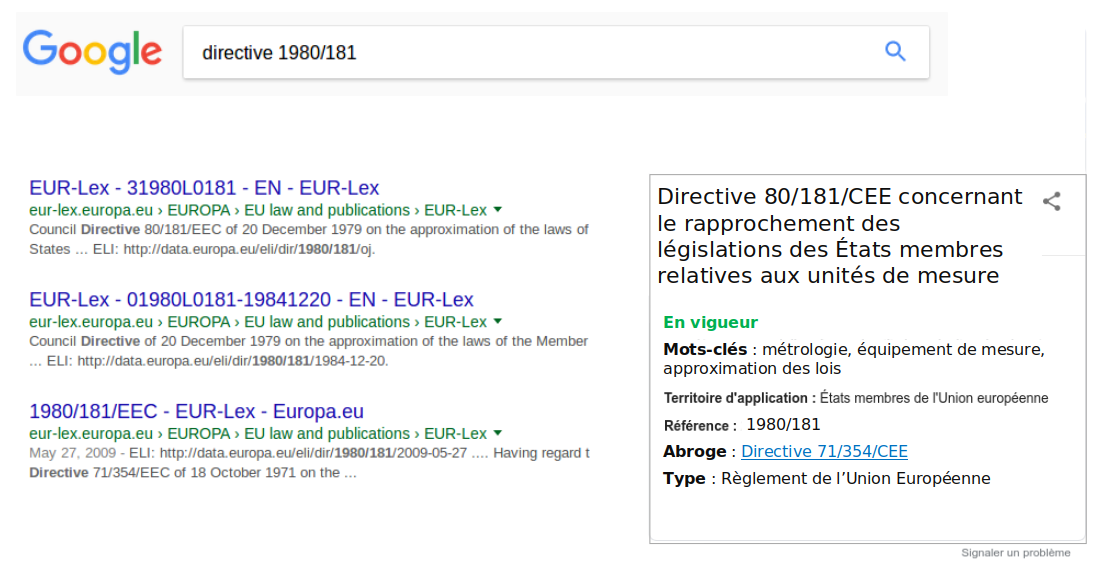 Google
directive 1980/181
EUR-Lex - 31980L0181 - EN - EUR-Lex
eur-lex.europa.eu › EUROPA › EU law and publications › EUR-Lex
Council Directive 80/181/EEC of 20 December 1979 on the approximation of the laws of
States ... ELI: http://data.europa.eu/eli/dir/1980/181/oj.
EUR-Lex - 01980L0181-19841220 - EN - EUR-Lex
eur-lex.europa.eu › EUROPA › EU law and publications › EUR-Lex
Council Directive of 20 December 1979 on the approximation of the laws of the Member
... ELI: http://data.europa.eu/eli/dir/1980/181/1984-12-20.
1980/181/EEC - EUR-Lex - Europa.eu
eur-lex.europa.eu › EUROPA › EU law and publications › EUR-Lex
May 27, 2009 - ELI: http://data.europa.eu/eli/dir/1980/181/2009-05-27 .... Having regard t
Directive 71/354/EEC of 18 October 1971 on the ...
Directive 80/181/CEE concernant
le rapprochement des
législations des États membres
relatives aux unités de mesure
En vigueur
Mots-clés : métrologie, équipement de mesure,
approximation des lois
Territoire d'application : États membres de l'Union européenne
Référence : 1980/181
Abroge : Directive 71/354/CEE
Type : Règlement de l’Union Européenne
Signaler un problème